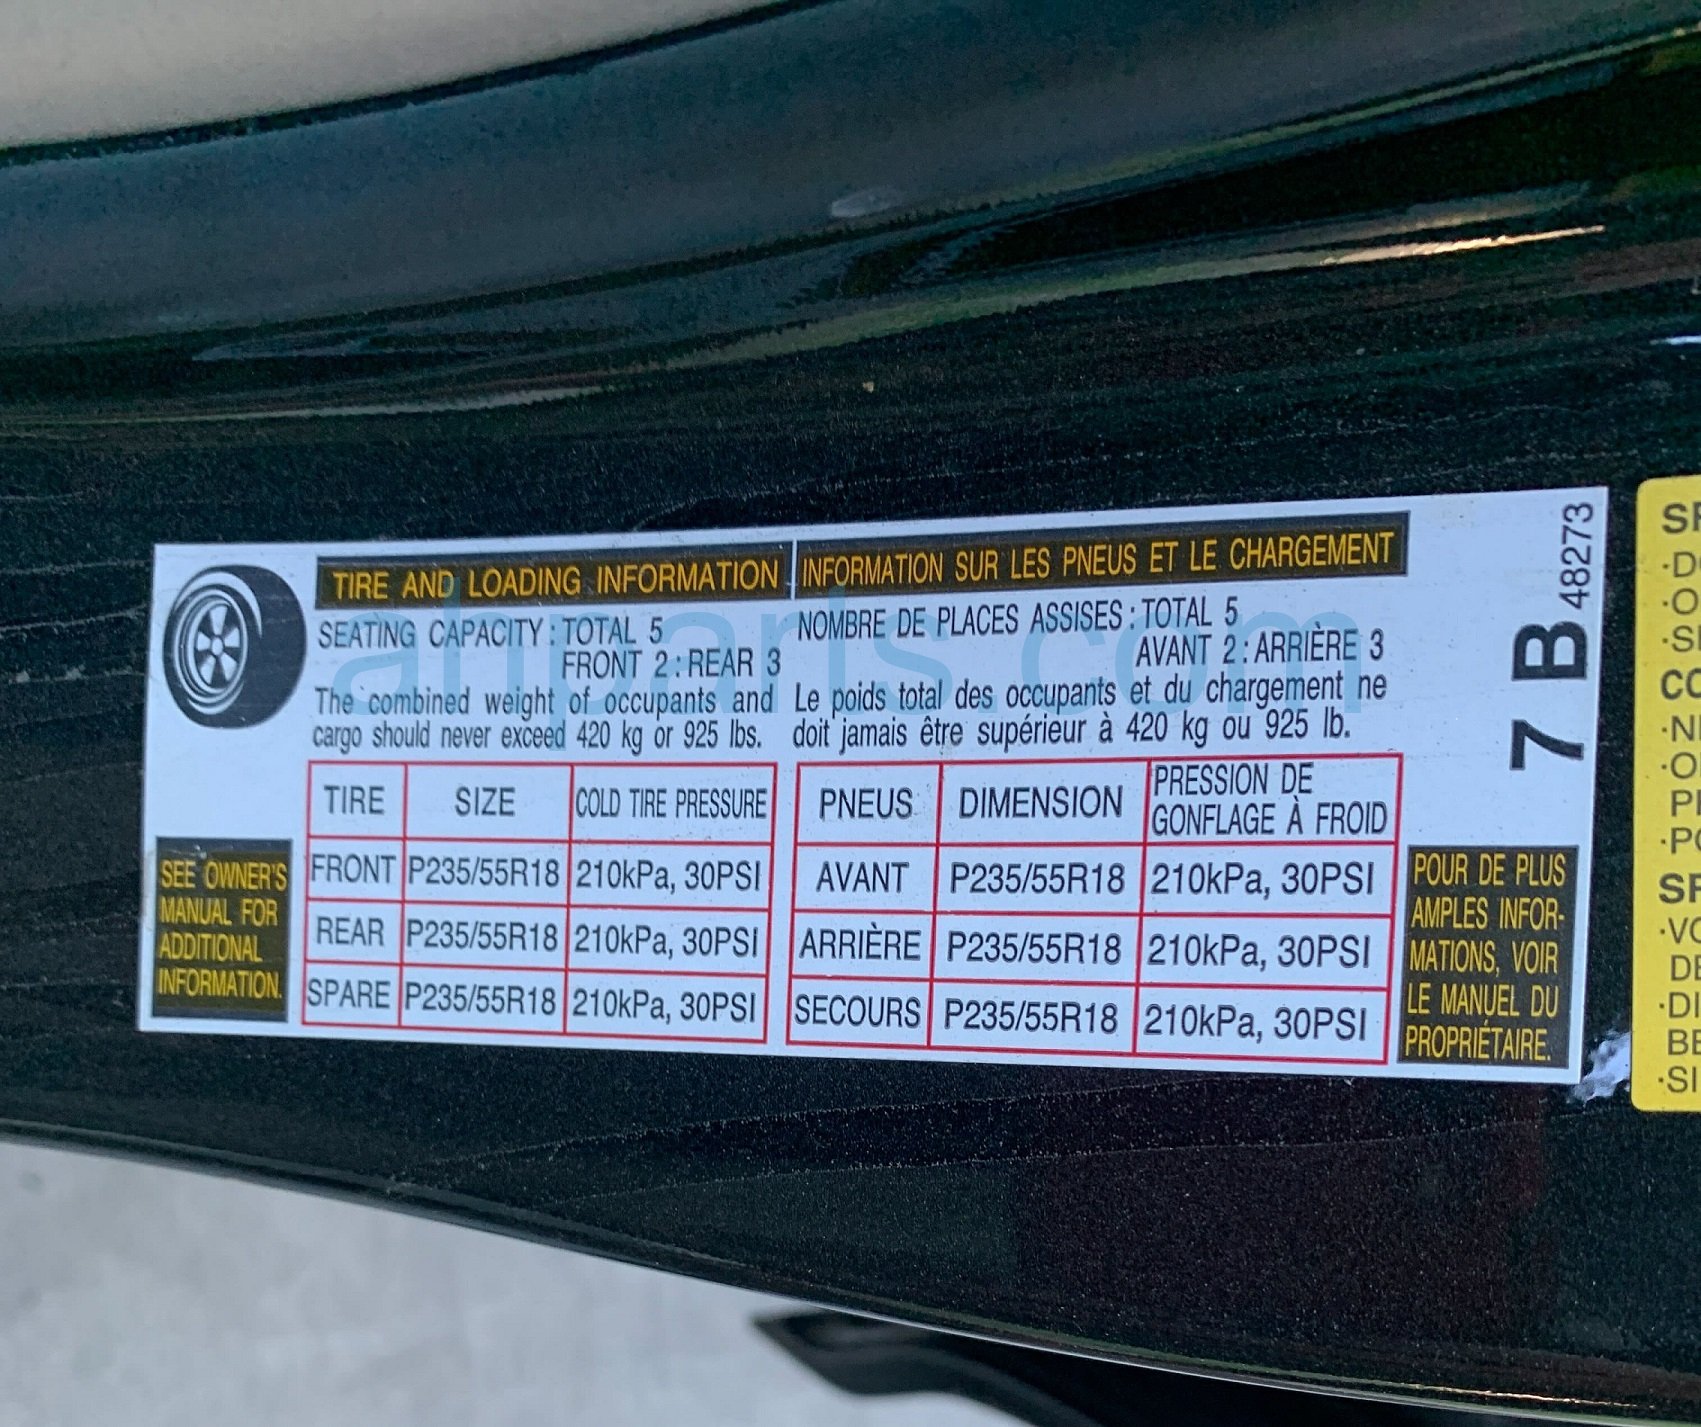 TIRE AND LOADING INFORMATION
SEATING CAPACITY : TOTAL 5
FRONT 2 : REAR 3
The combined weight of occupants and
cargo should never exceed 420 kg or 925 lbs.
TIRE SIZE COLD TIRE PRESSURE
FRONT P235/55R18 210kPa, 30PSI
REAR P235/55R18 210kPa, 30PSI
SPARE P235/55R18 210kPa, 30PSI
SEE OWNER'S
MANUAL FOR
ADDITIONAL
INFORMATION.
INFORMATION SUR LES PNEUS ET LE CHARGEMENT
NOMBRE DE PLACES ASSISES : TOTAL 5
AVANT 2 : ARRIÈRE 3
Le poids total des occupants et du chargement ne
doit jamais être supérieur à 420 kg ou 925 lb.
PNEUS DIMENSION PRESSION DE
GONFLAGE À FROID
AVANT P235/55R18 210kPa, 30PSI
ARRIÈRE P235/55R18 210kPa, 30PSI
SECOURS P235/55R18 210kPa, 30PSI
POUR DE PLUS
AMPLES INFOR-
MATIONS, VOIR
LE MANUEL DU
PROPRIÉTAIRE.
7 B 48273
ahparts.com